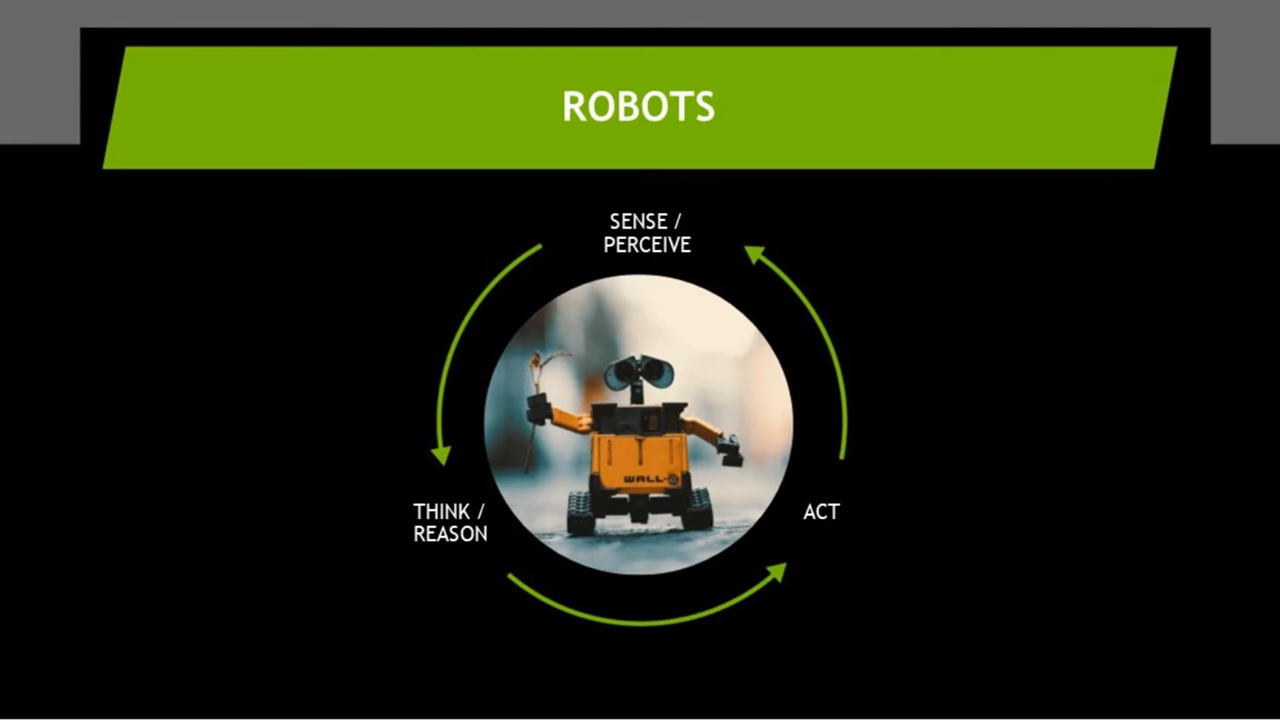 ROBOTS
SENSE /
PERCEIVE
THINK /
REASON
ACT
WALL-E